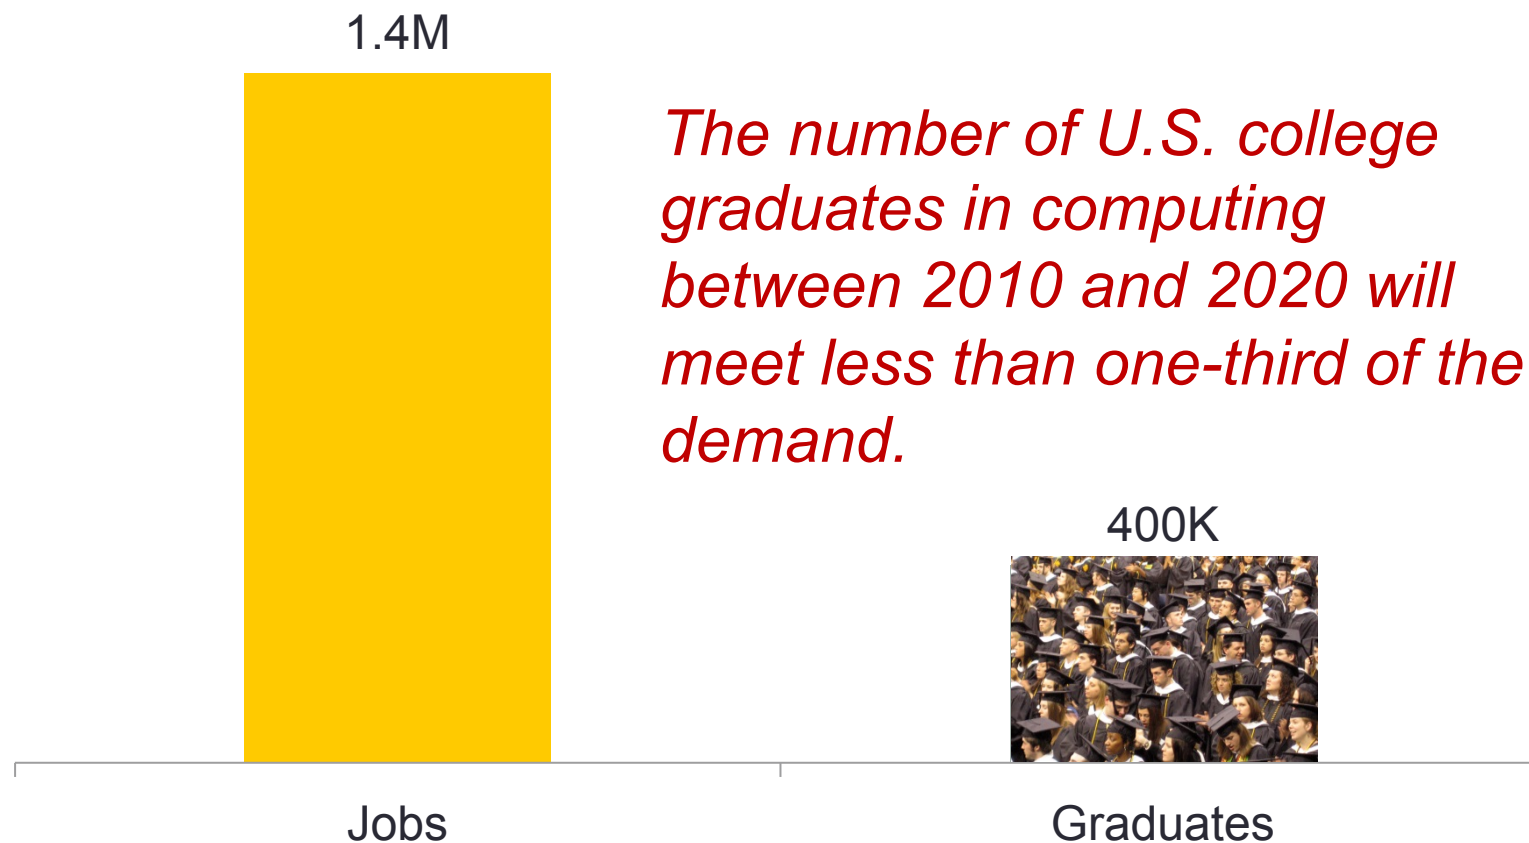 1.4M
The number of U.S. college
graduates in computing
between 2010 and 2020 will
meet less than one-third of the
demand.
400K
Jobs
Graduates